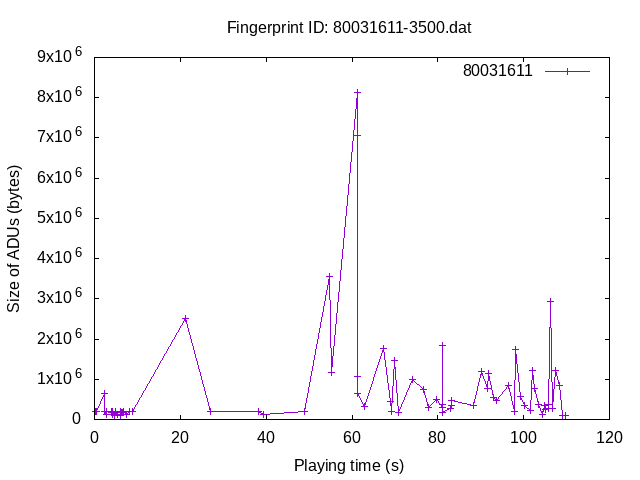 Fingerprint ID: 80031611-3500.dat
80031611
Size of ADUs (bytes)
9x10^6
8x10^6
7x10^6
6x10^6
5x10^6
4x10^6
3x10^6
2x10^6
1x10^6
0
0 20 40 60 80 100 120
Playing time (s)